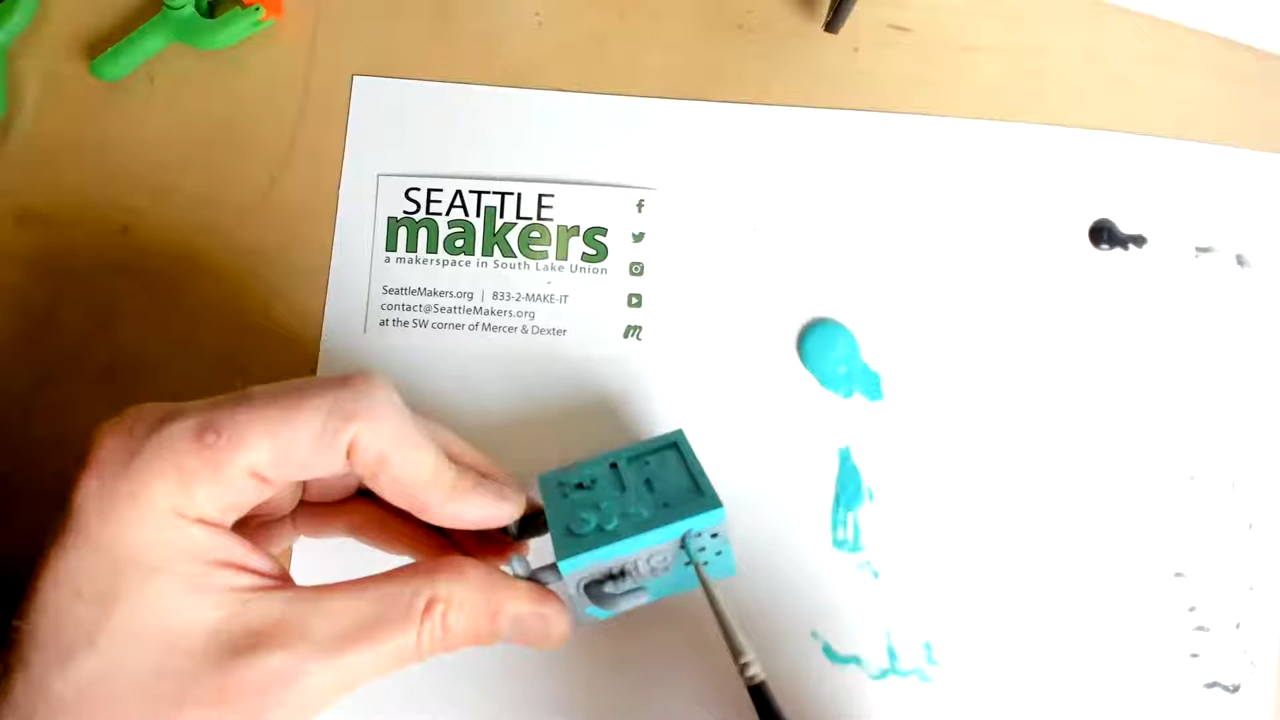 SEATTLE
makers
a makerspace in South Lake Union
SeattleMakers.org | 833-2-MAKE-IT
contact@SeattleMakers.org
at the SW corner of Mercer & Dexter